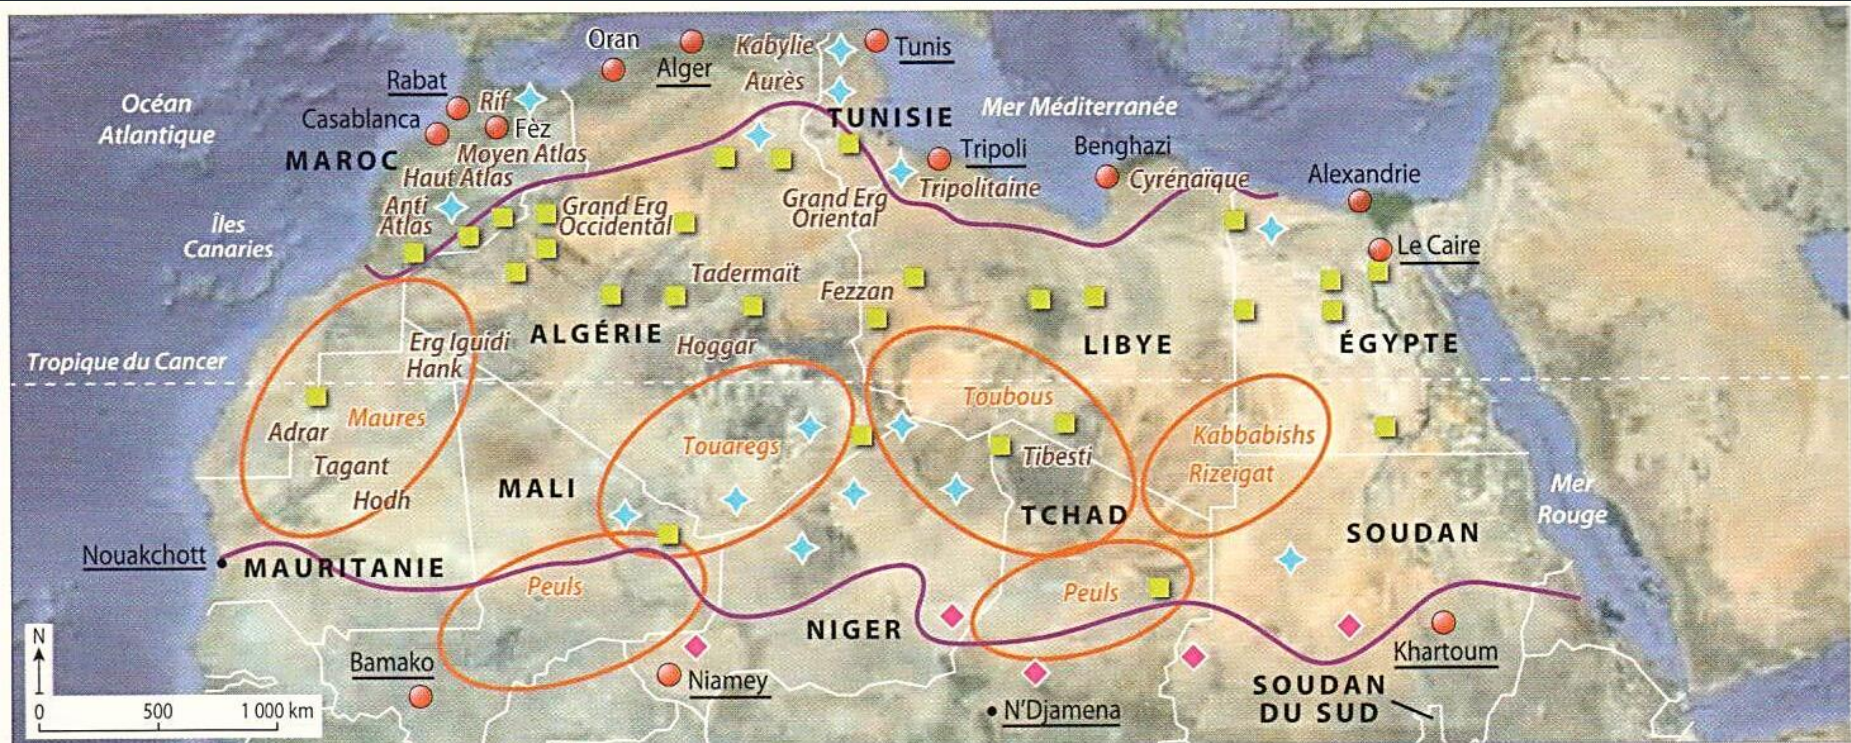 Oran
Alger
Kabylie
Tunis
Aurès
Rabat
Rif
Casablanca
Fèz
Océan
Atlantique
MAROC
Moyen Atlas
Haut Atlas
Anti
Atlas
TUNISIE
Mer Méditerranée
Tripoli
Benghazi
Tripolitaine
Cyrénaïque
Alexandrie
Le Caire
Îles
Canaries
Grand Erg
Occidental
Grand Erg
Oriental
Tadermaït
Fezzan
ALGÉRIE
Hoggar
LIBYE
ÉGYPTE
Erg Iguidi
Hank
Tropique du Cancer
Maures
Adrar
Tagant
Hodh
Touaregs
Toubous
Tibesti
Kabbabishs
Rizeigat
MALI
TCHAD
SOUDAN
Mer
Rouge
Nouakchott
MAURITANIE
Peuls
Peuls
NIGER
Bamako
Niamey
N'Djamena
Khartoum
SOUDAN
DU SUD
N
0 500 1 000 km